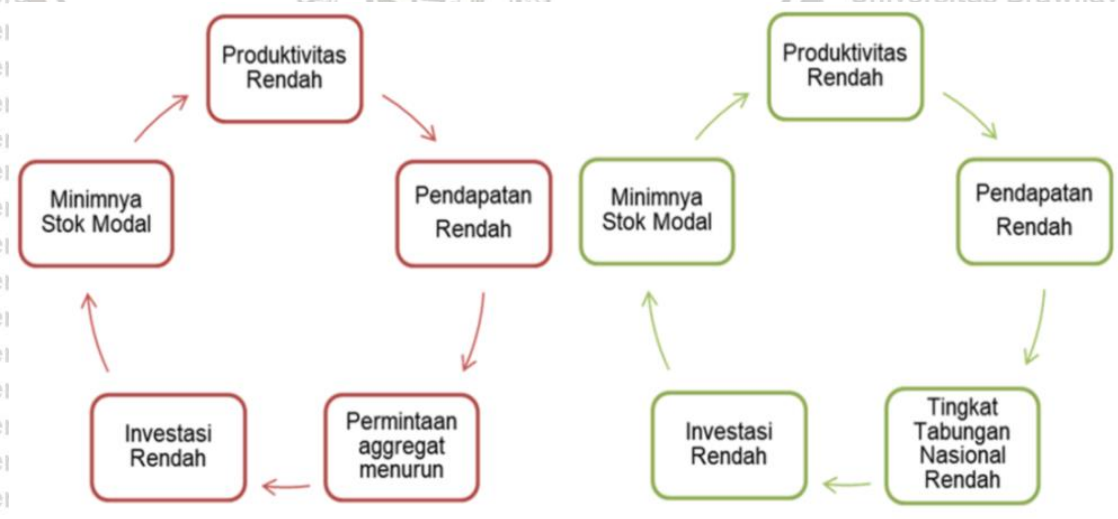 Produktivitas
Rendah
Pendapatan
Rendah
Permintaan
aggregat
menurun
Investasi
Rendah
Minimnya
Stok Modal
Produktivitas
Rendah
Pendapatan
Rendah
Tingkat
Tabungan
Nasional
Rendah
Investasi
Rendah
Minimnya
Stok Modal